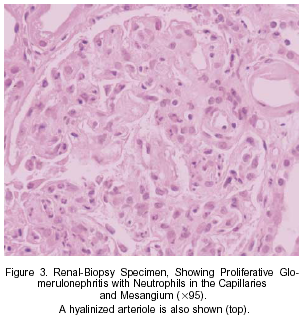 Figure 3. Renal-Biopsy Specimen, Showing Proliferative Glo-
merulonephritis with Neutrophils in the Capillaries
and Mesangium (×95).
A hyalinized arteriole is also shown (top).